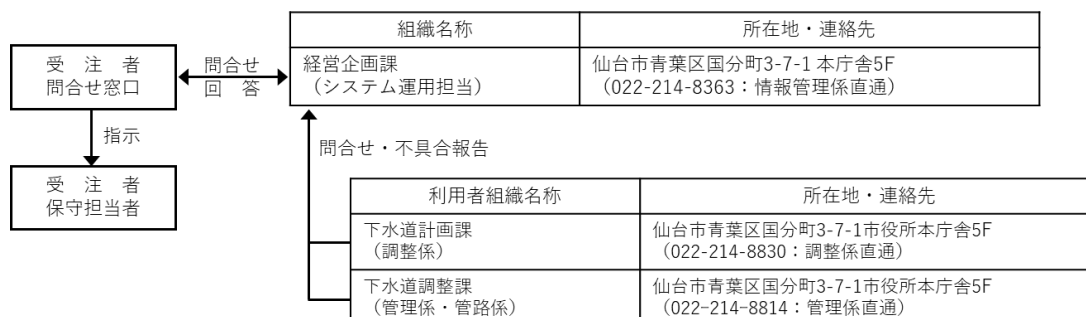 組織名称
所在地・連絡先
経営企画課
（システム運用担当）
仙台市青葉区国分町3-7-1 本庁舎5F
（022-214-8363：情報管理係直通）
受　注　者
問合せ窓口
問合せ
回　答
指示
受　注　者
保守担当者
問合せ・不具合報告
利用者組織名称
所在地・連絡先
下水道計画課
（調整係）
仙台市青葉区国分町3-7-1市役所本庁舎5F
（022-214-8830：調整係直通）
下水道調整課
（管理係・管路係）
仙台市青葉区国分町3-7-1市役所本庁舎5F
（022-214-8814：管理係直通）